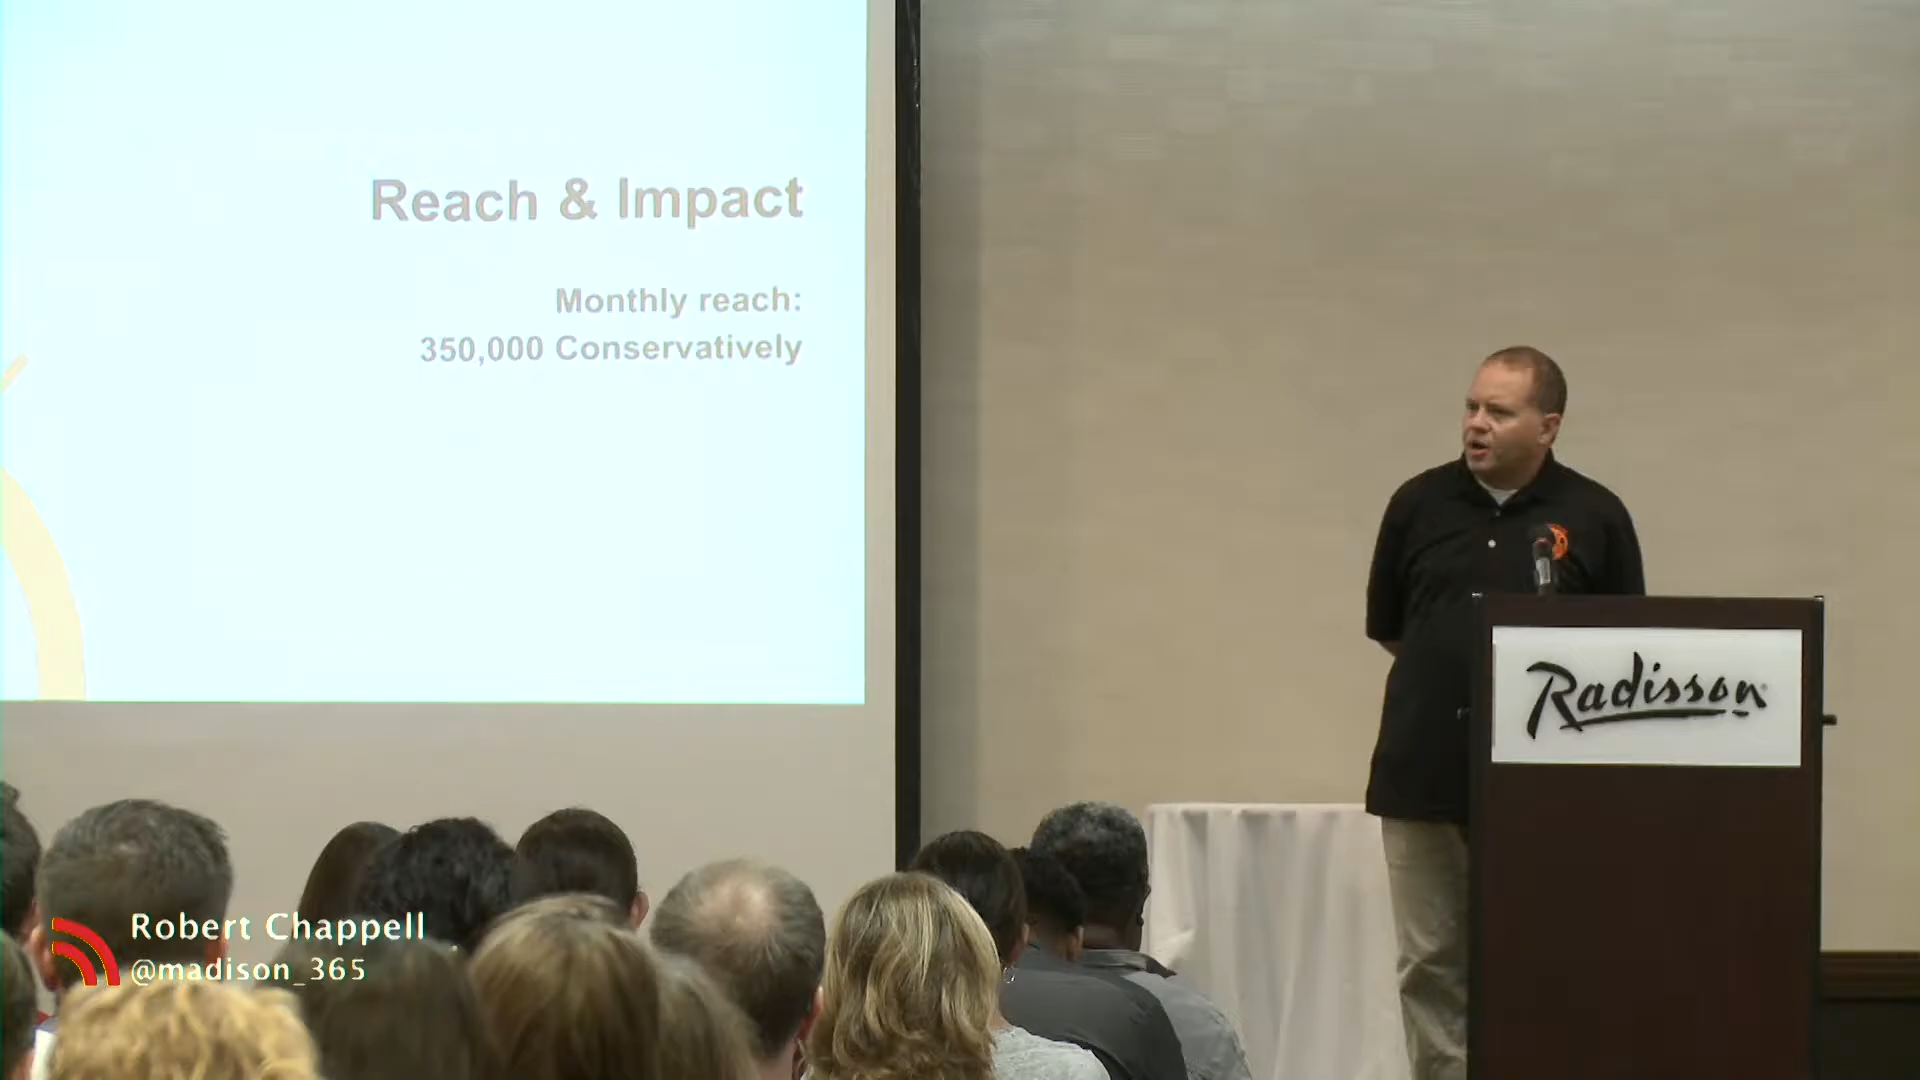 Reach & Impact
Monthly reach:
350,000 Conservatively
Radisson
Robert Chappell
@madison_365